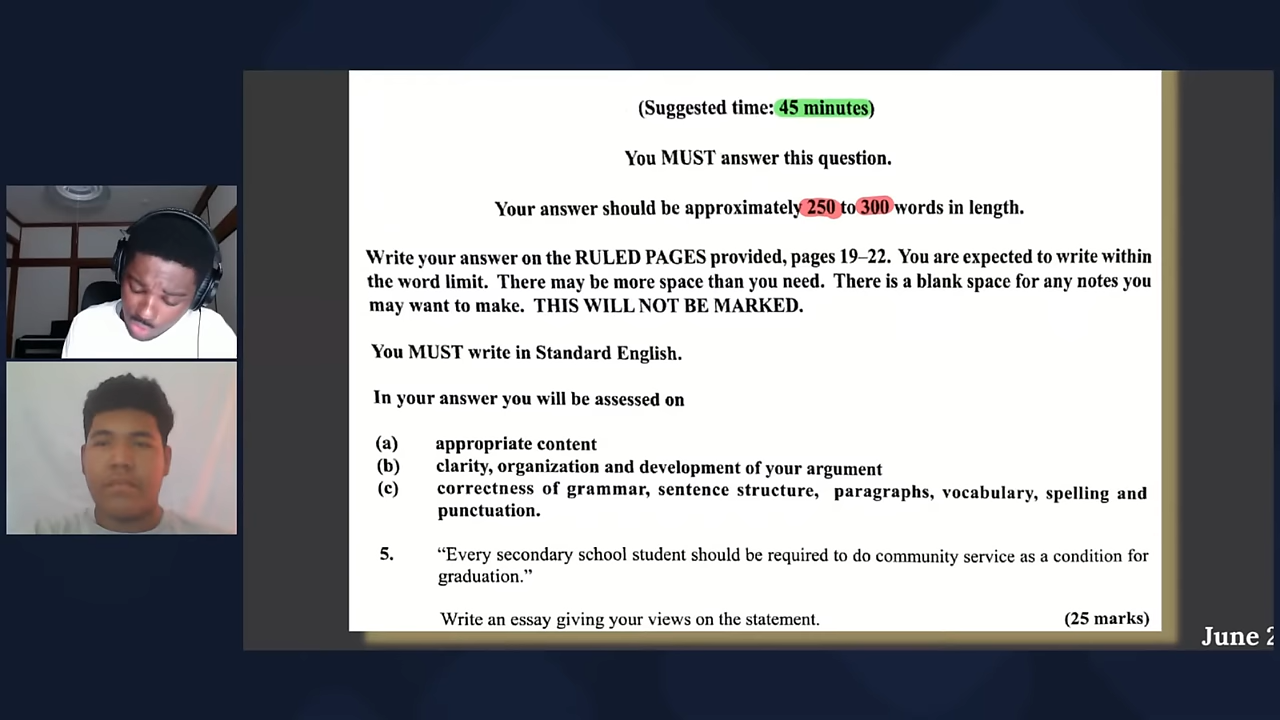 (Suggested time: 45 minutes)
You MUST answer this question.
Your answer should be approximately 250 to 300 words in length.
Write your answer on the RULED PAGES provided, pages 19–22. You are expected to write within
the word limit. There may be more space than you need. There is a blank space for any notes you
may want to make. THIS WILL NOT BE MARKED.
You MUST write in Standard English.
In your answer you will be assessed on
(a) appropriate content
(b) clarity, organization and development of your argument
(c) correctness of grammar, sentence structure, paragraphs, vocabulary, spelling and
punctuation.
5. “Every secondary school student should be required to do community service as a condition for
graduation.”
Write an essay giving your views on the statement. (25 marks)
June 2